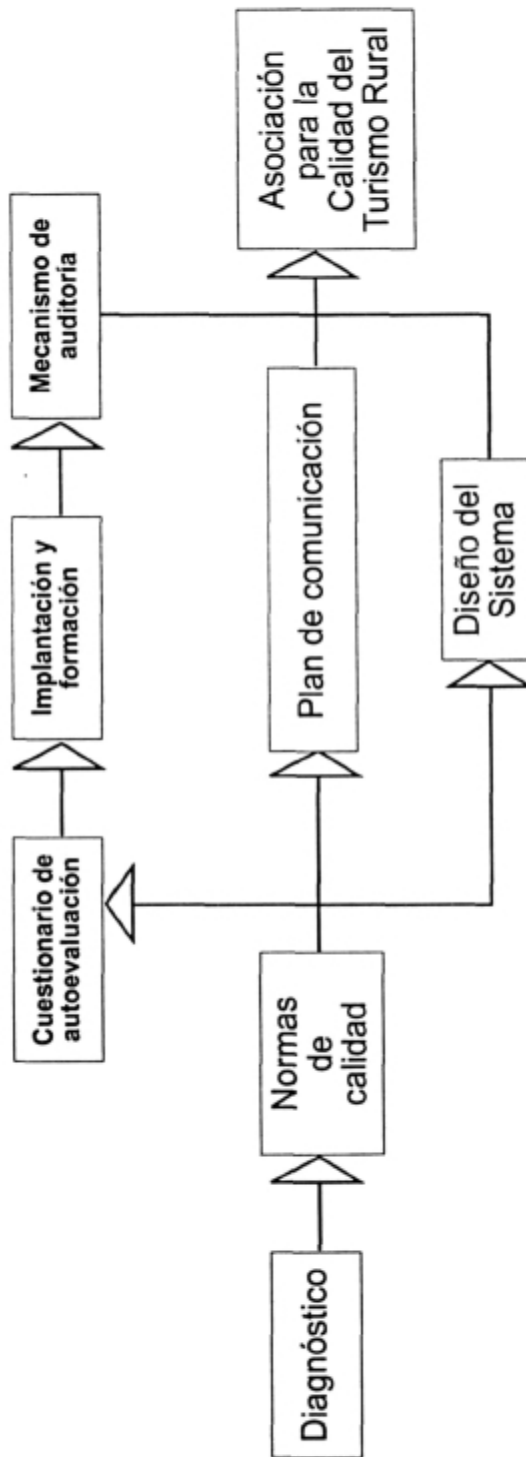 Diagnóstico
Normas
de
calidad
Cuestionario de
autoevaluación
Implantación y
formación
Mecanismo de
auditoría
Plan de comunicación
Diseño del
Sistema
Asociación
para la
Calidad del
Turismo Rural